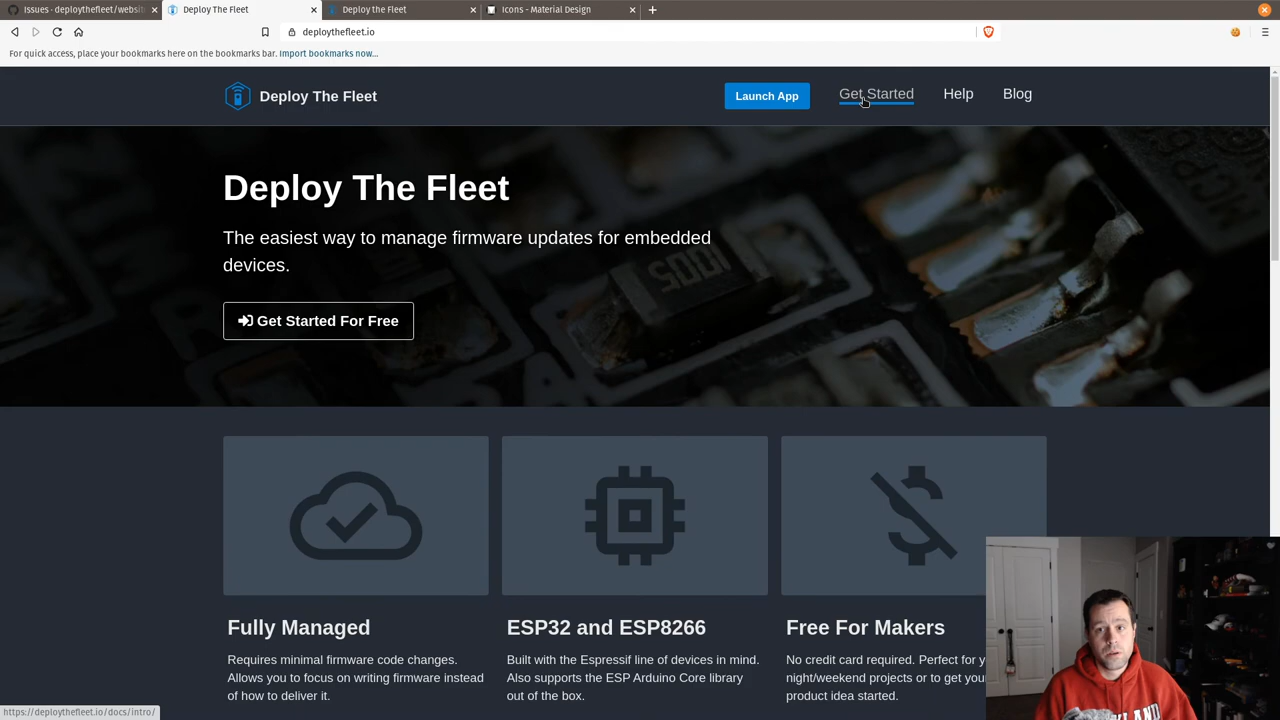 Issues · deploythefleet/websit
Deploy The Fleet
Deploy The Fleet
Icons - Material Design
deploythefleet.io
For quick access, place your bookmarks here on the bookmarks bar. Import bookmarks now...
Deploy The Fleet
Launch App
Get Started
Help
Blog
Deploy The Fleet
The easiest way to manage firmware updates for embedded
devices.
Get Started For Free
Fully Managed
Requires minimal firmware code changes.
Allows you to focus on writing firmware instead
of how to deliver it.
ESP32 and ESP8266
Built with the Espressif line of devices in mind.
Also supports the ESP Arduino Core library
out of the box.
Free For Makers
No credit card required. Perfect for y
night/weekend projects or to get your
product idea started.
https://deploythefleet.io/docs/intro/